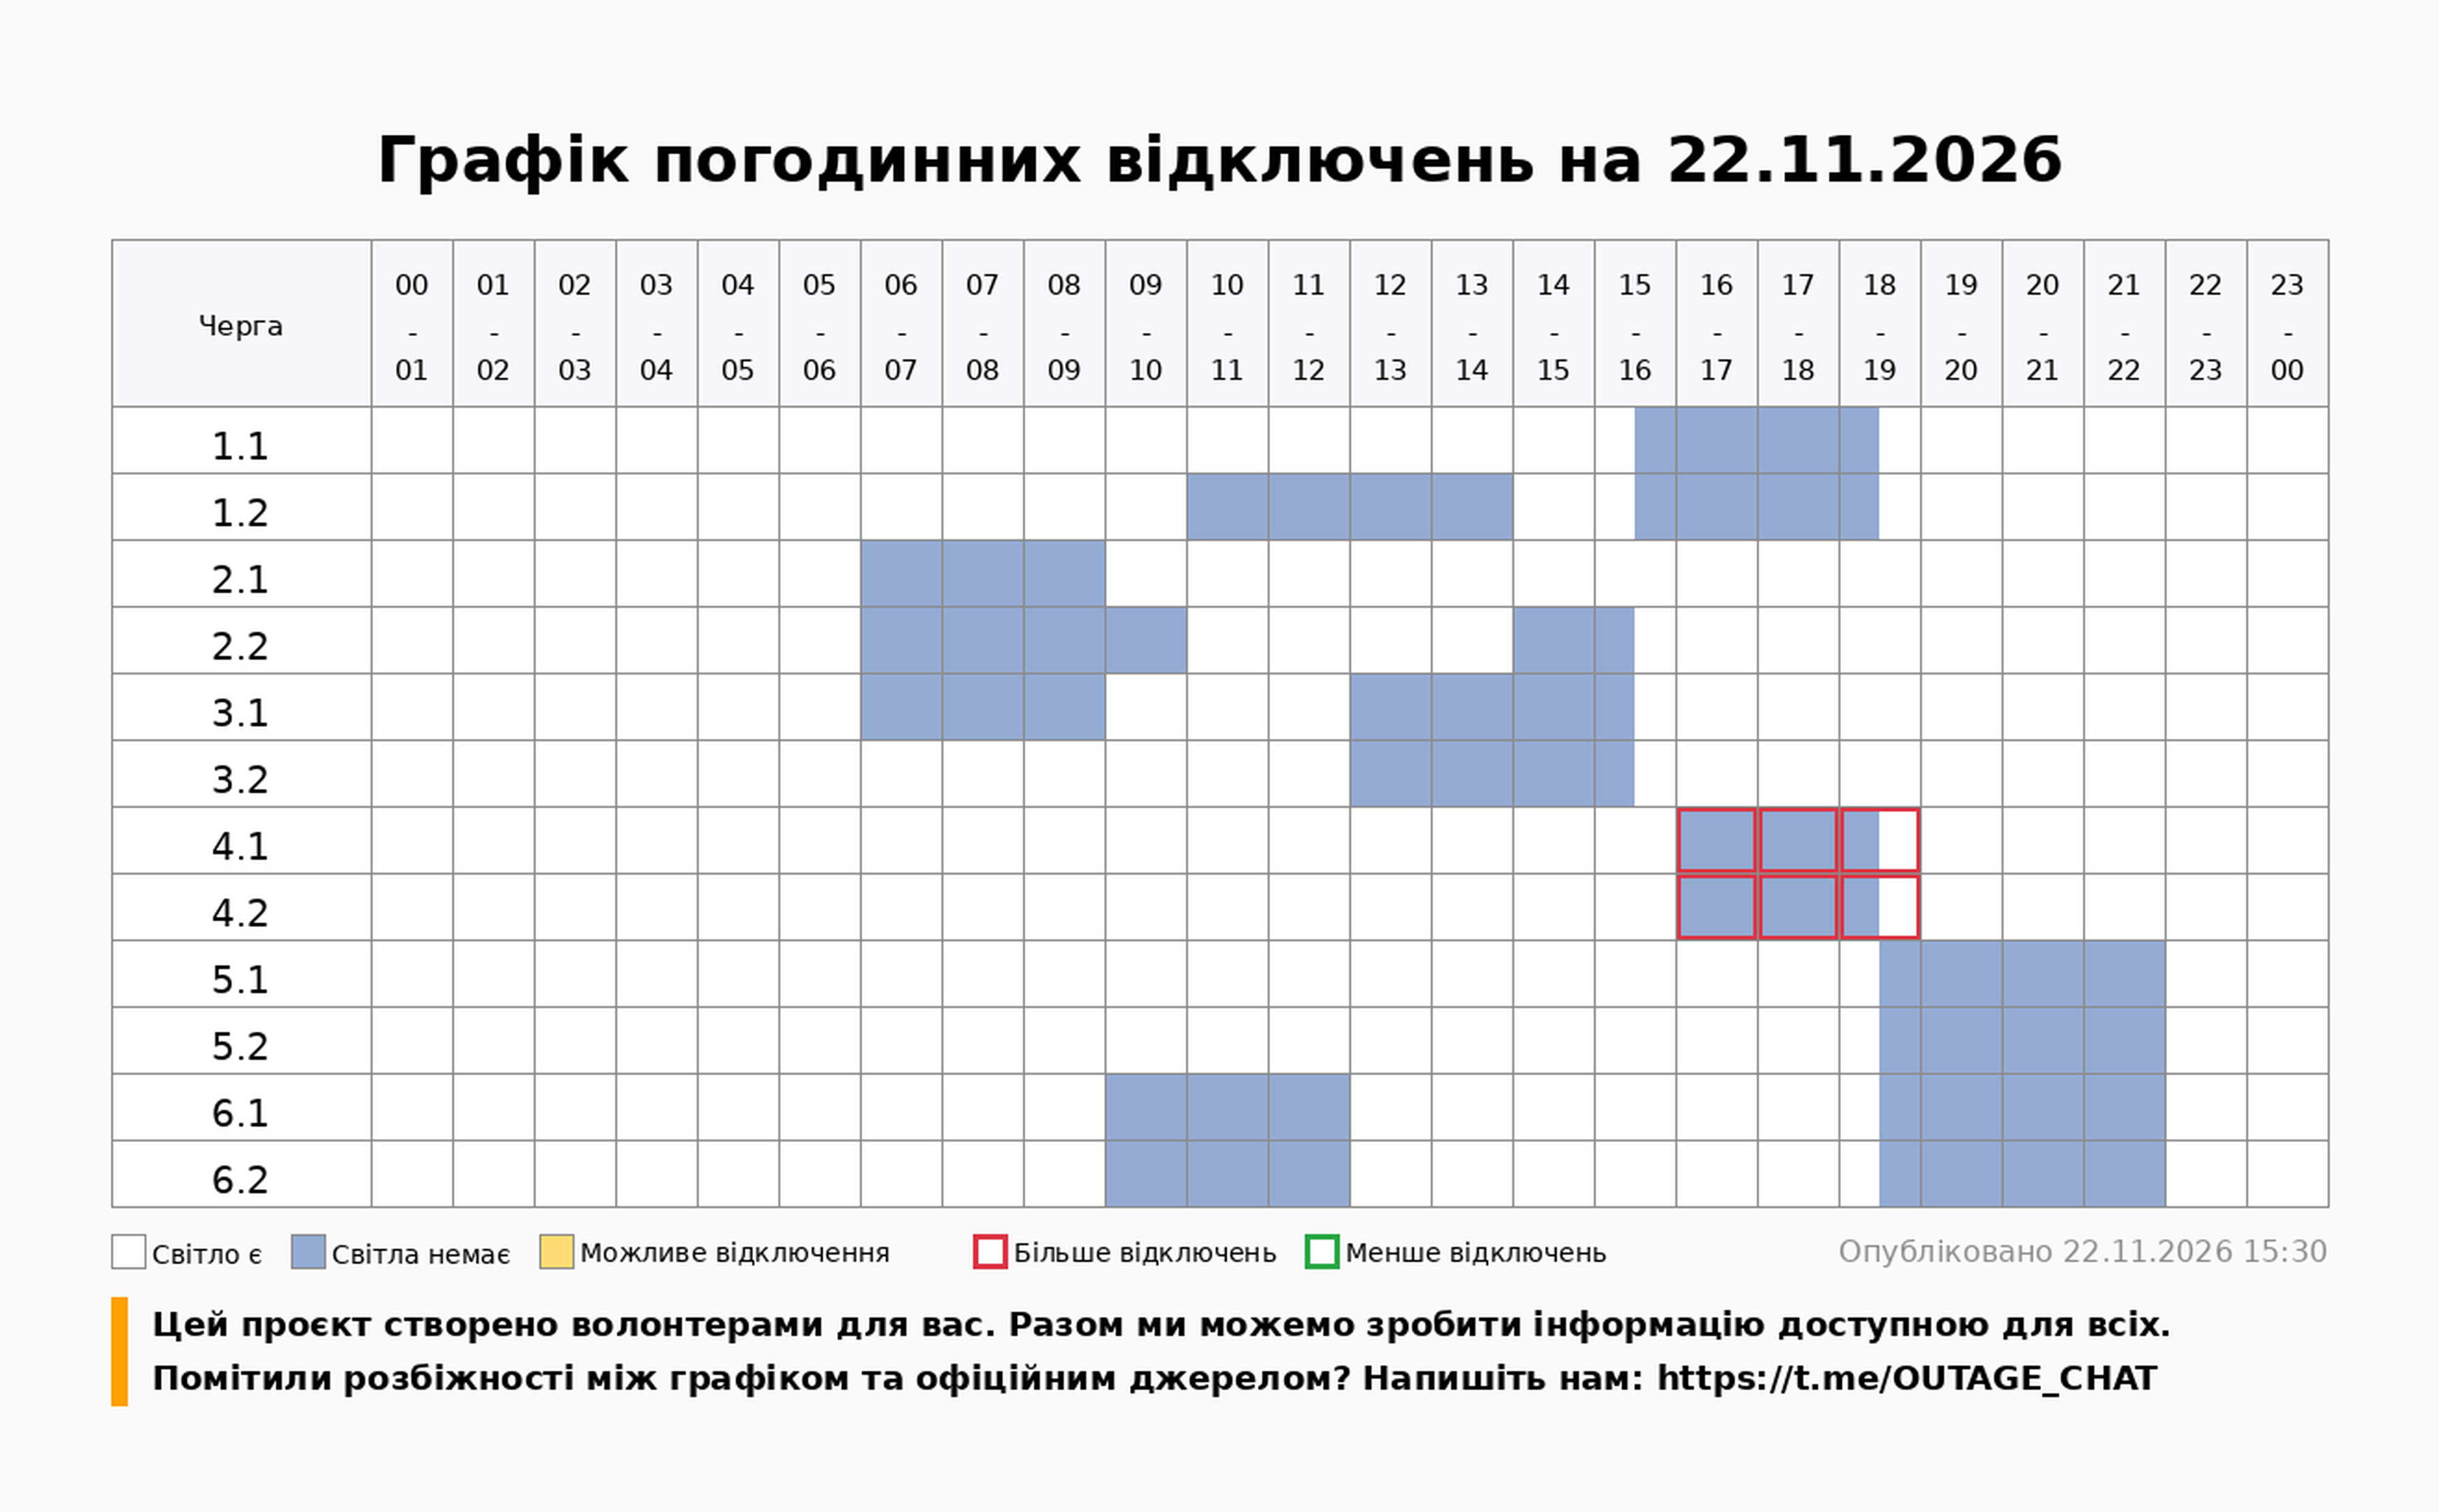 Графік погодинних відключень на 22.11.2026
Черга
00 - 01
01 - 02
02 - 03
03 - 04
04 - 05
05 - 06
06 - 07
07 - 08
08 - 09
09 - 10
10 - 11
11 - 12
12 - 13
13 - 14
14 - 15
15 - 16
16 - 17
17 - 18
18 - 19
19 - 20
20 - 21
21 - 22
22 - 23
23 - 00
1.1
1.2
2.1
2.2
3.1
3.2
4.1
4.2
5.1
5.2
6.1
6.2
Світло є
Світла немає
Можливе відключення
Більше відключень
Менше відключень
Опубліковано 22.11.2026 15:30
Цей проєкт створено волонтерами для вас. Разом ми можемо зробити інформацію доступною для всіх.
Помітили розбіжності між графіком та офіційним джерелом? Напишіть нам: https://t.me/OUTAGE_CHAT